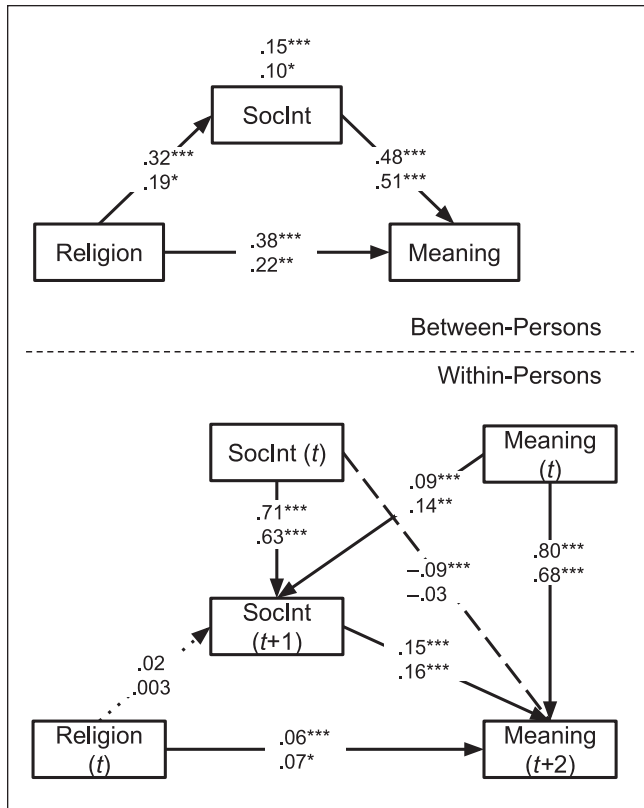 .15***
.10*
SocInt
.32***
.19*
.48***
.51***
Religion
.38***
.22**
Meaning
Between-Persons
Within-Persons
SocInt (t)
Meaning
(t)
.09***
.14**
.71***
.63***
.80***
.68***
–.09***
–.03
SocInt
(t+1)
.15***
.16***
.02
.003
Religion
(t)
.06***
.07*
Meaning
(t+2)